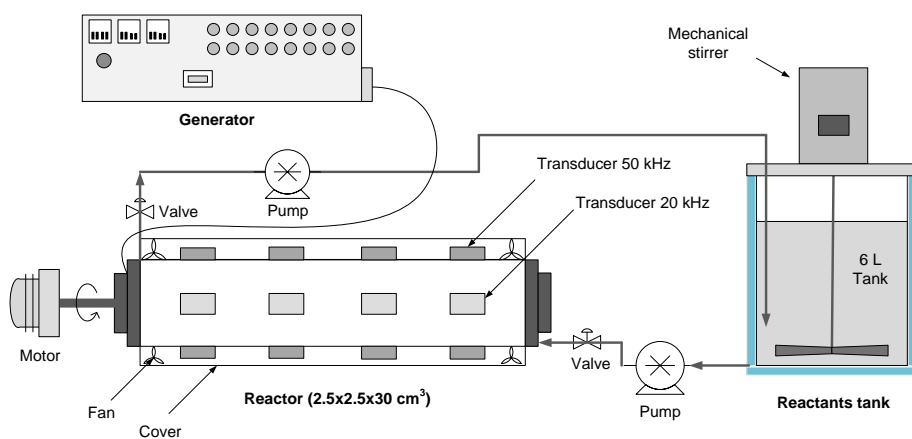 Mechanical
stirrer
Generator
Transducer 50 kHz
Pump
Valve
Transducer 20 kHz
6 L
Tank
Motor
Valve
Fan
Reactor (2.5x2.5x30 cm³)
Pump
Reactants tank
Cover